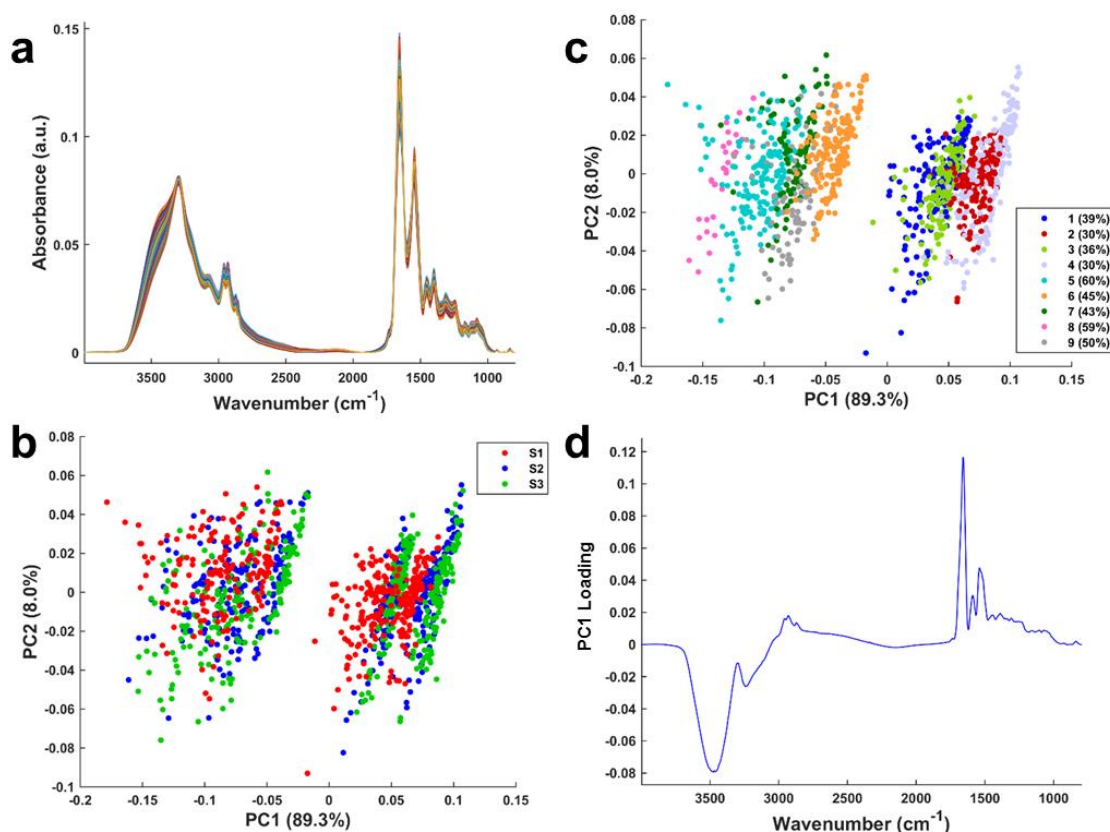 a
0.15
0.1
0.05
0
Absorbance (a.u.)
3500 3000 2500 2000 1500 1000
Wavenumber (cm-1)
c
0.08
0.06
0.04
0.02
0
-0.02
-0.04
-0.06
-0.08
-0.1
PC2 (8.0%)
1 (39%)
2 (30%)
3 (36%)
4 (30%)
5 (60%)
6 (45%)
7 (43%)
8 (59%)
9 (50%)
-0.2 -0.15 -0.1 -0.05 0 0.05 0.1 0.15
PC1 (89.3%)
b
0.08
0.06
0.04
0.02
0
-0.02
-0.04
-0.06
-0.08
-0.1
PC2 (8.0%)
S1
S2
S3
-0.2 -0.15 -0.1 -0.05 0 0.05 0.1 0.15
PC1 (89.3%)
d
0.12
0.1
0.08
0.06
0.04
0.02
0
-0.02
-0.04
-0.06
-0.08
PC1 Loading
3500 3000 2500 2000 1500 1000
Wavenumber (cm-1)